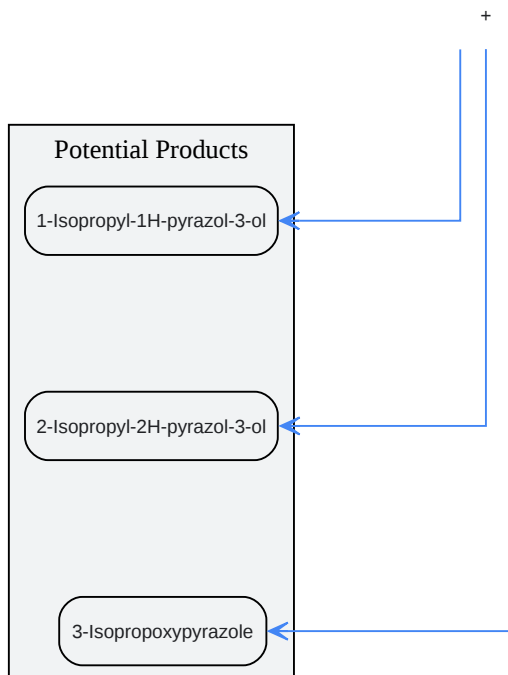 +
Potential Products
1-Isopropyl-1H-pyrazol-3-ol
2-Isopropyl-2H-pyrazol-3-ol
3-Isopropoxypyrazole